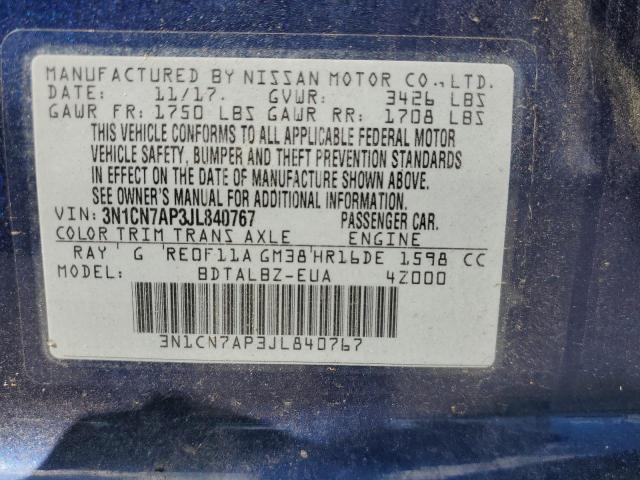 MANUFACTURED BY NISSAN MOTOR CO., LTD.
DATE: 11/17. GVWR: 3426 LBS
GAWR FR: 1750 LBS GAWR RR: 1708 LBS
THIS VEHICLE CONFORMS TO ALL APPLICABLE FEDERAL MOTOR
VEHICLE SAFETY, BUMPER AND THEFT PREVENTION STANDARDS
IN EFFECT ON THE DATE OF MANUFACTURE SHOWN ABOVE.
SEE OWNER'S MANUAL FOR ADDITIONAL INFORMATION.
VIN: 3N1CN7AP3JL840767 PASSENGER CAR.
COLOR TRIM TRANS AXLE ENGINE
RAY G RE0F11A GM38 HR16DE 1598 CC
MODEL: BDTALBZ-EUA 4Z000
3N1CN7AP3JL840767